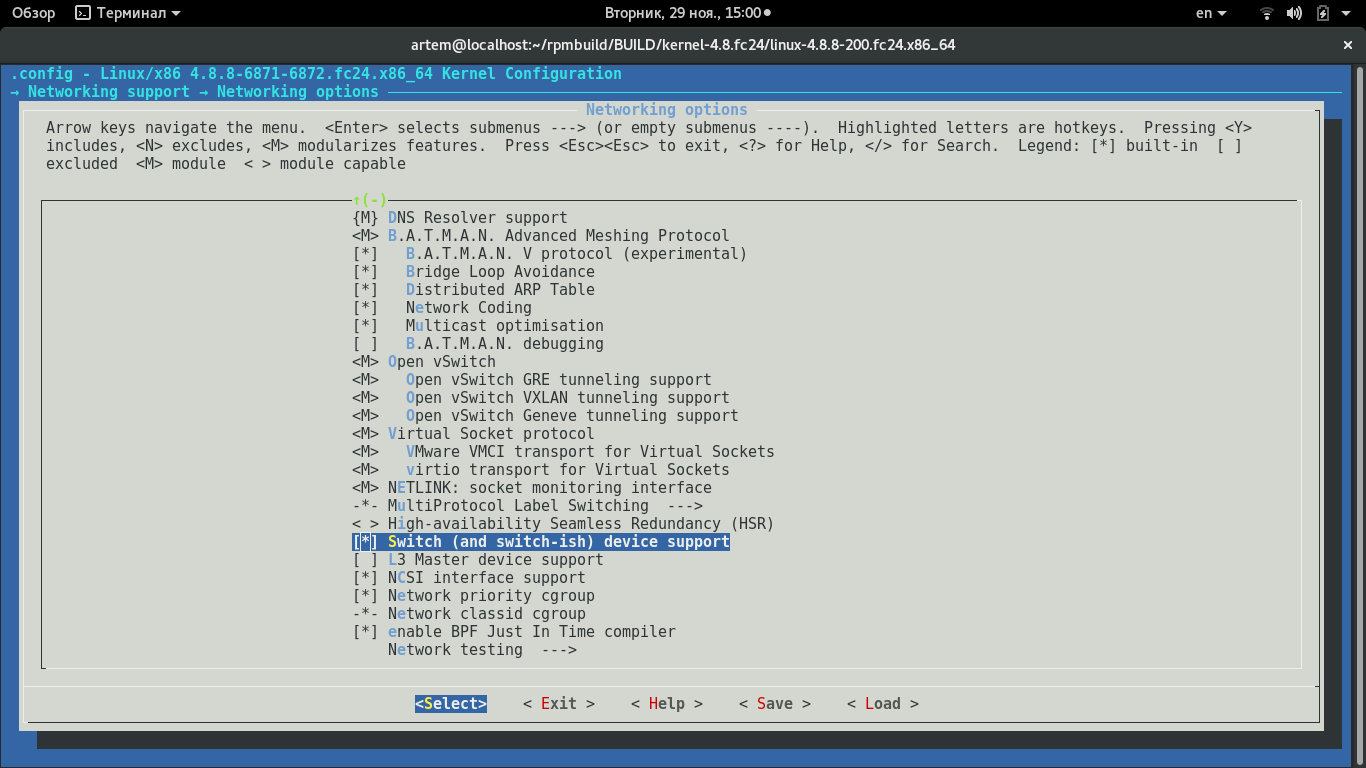 Обзор Терминал Вторник, 29 ноя., 15:00 en
artem@localhost:~/rpmbuild/BUILD/kernel-4.8.fc24/linux-4.8.8-200.fc24.x86_64
.config - Linux/x86 4.8.8-6871-6872.fc24.x86_64 Kernel Configuration
→ Networking support → Networking options
Networking options
Arrow keys navigate the menu.  <Enter> selects submenus ---> (or empty submenus ----).  Highlighted letters are hotkeys.  Pressing <Y>
includes, <N> excludes, <M> modularizes features.  Press <Esc><Esc> to exit, <?> for Help, </> for Search.  Legend: [*] built-in  [ ]
excluded  <M> module  < > module capable
↑(-)
{M} DNS Resolver support
<M> B.A.T.M.A.N. Advanced Meshing Protocol
[*]   B.A.T.M.A.N. V protocol (experimental)
[*]   Bridge Loop Avoidance
[*]   Distributed ARP Table
[*]   Network Coding
[*]   Multicast optimisation
[ ]   B.A.T.M.A.N. debugging
<M> Open vSwitch
<M>   Open vSwitch GRE tunneling support
<M>   Open vSwitch VXLAN tunneling support
<M>   Open vSwitch Geneve tunneling support
<M> Virtual Socket protocol
<M>   VMware VMCI transport for Virtual Sockets
<M>   virtio transport for Virtual Sockets
<M> NETLINK: socket monitoring interface
-*- MultiProtocol Label Switching  --->
< > High-availability Seamless Redundancy (HSR)
[*] Switch (and switch-ish) device support
[ ] L3 Master device support
[*] NCSI interface support
[*] Network priority cgroup
-*- Network classid cgroup
[*] enable BPF Just In Time compiler
Network testing  --->
<Select>    < Exit >    < Help >    < Save >    < Load >